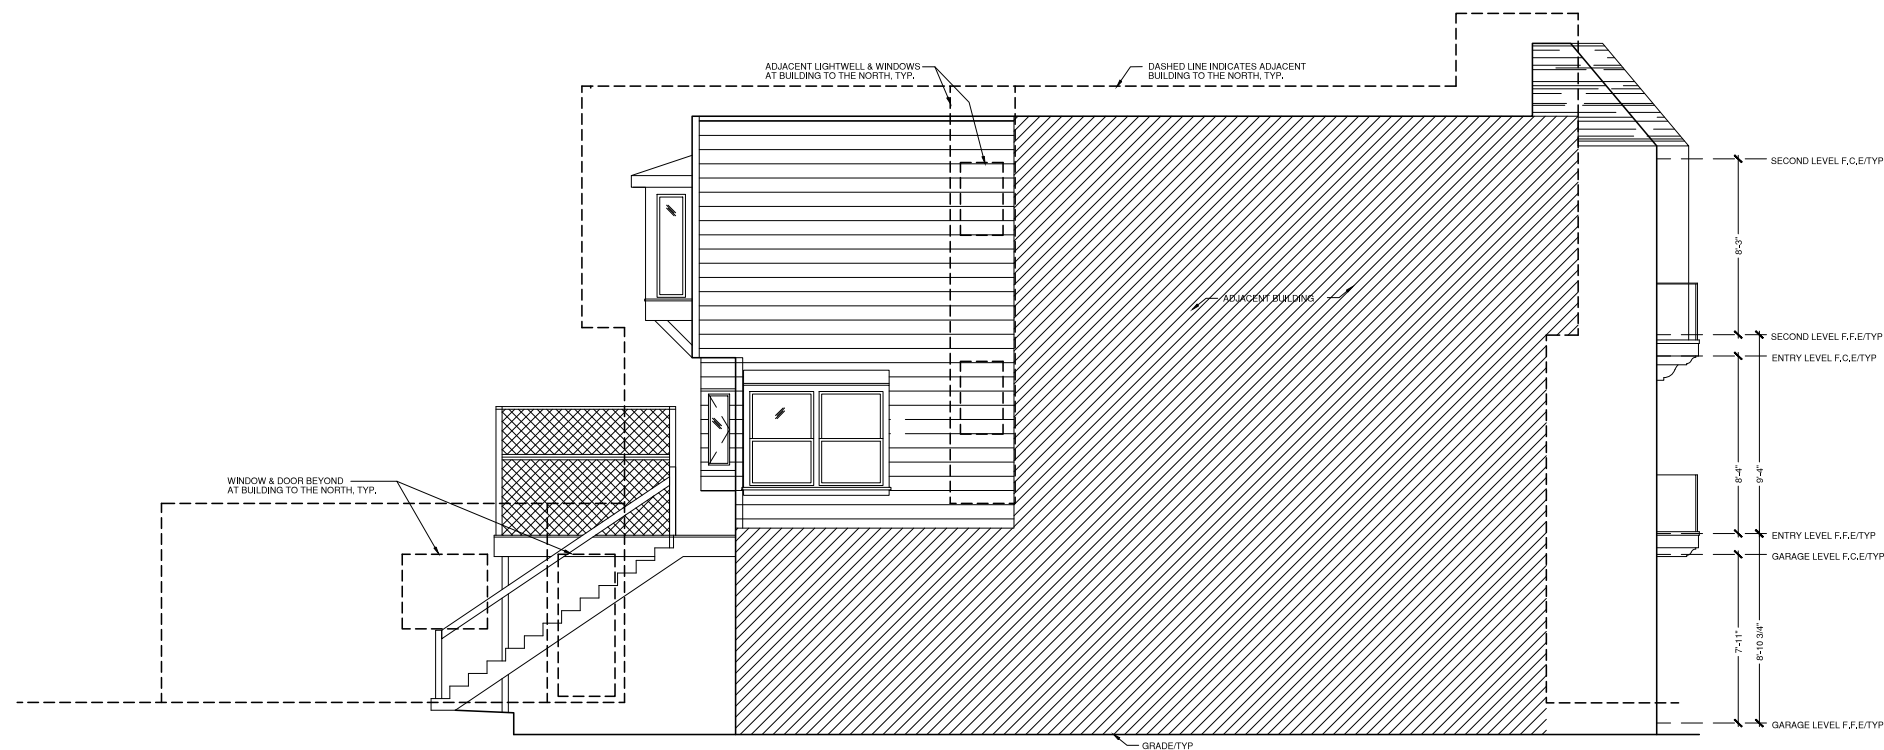 ADJACENT LIGHTWELL & WINDOWS
AT BUILDING TO THE NORTH, TYP.
DASHED LINE INDICATES ADJACENT
BUILDING TO THE NORTH, TYP.
SECOND LEVEL F.C.E/TYP
8'-3"
ADJACENT BUILDING
SECOND LEVEL F.F.E/TYP
ENTRY LEVEL F.C.E/TYP
8'-4"
9'-4"
WINDOW & DOOR BEYOND
AT BUILDING TO THE NORTH, TYP.
ENTRY LEVEL F.F.E/TYP
GARAGE LEVEL F.C.E/TYP
7'-11"
8'-10 3/4"
GARAGE LEVEL F.F.E/TYP
GRADE/TYP